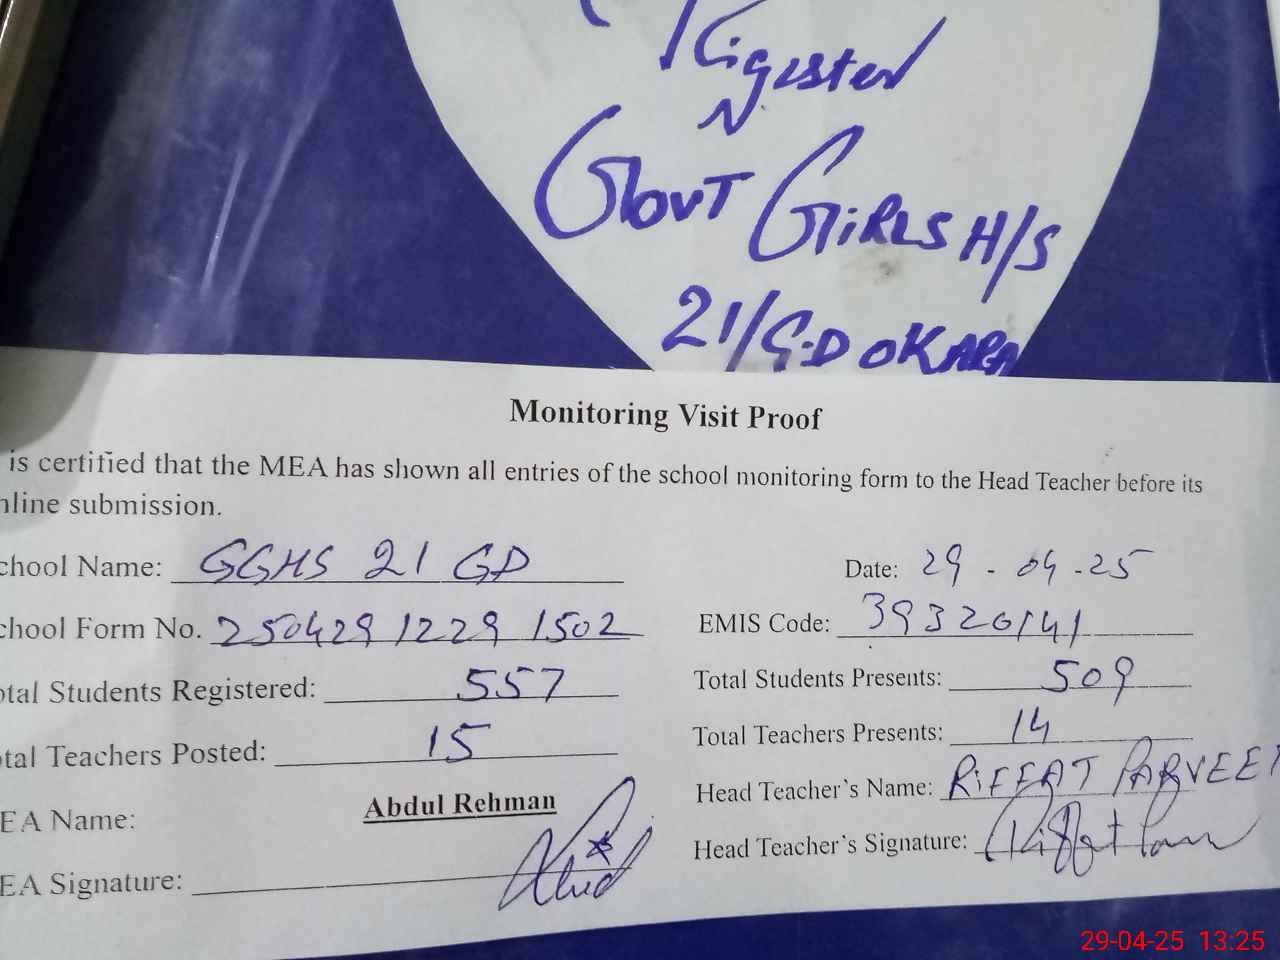 Rigester
Govt Girls H/S
21/G.D OKARA
Monitoring Visit Proof
is certified that the MEA has shown all entries of the school monitoring form to the Head Teacher before its
nline submission.
chool Name: GGHS 21 GD Date: 29-04-25
chool Form No. 250429 1229 1502 EMIS Code: 39320141
otal Students Registered: 557 Total Students Presents: 509
otal Teachers Posted: 15 Total Teachers Presents: 14
EA Name: Abdul Rehman Head Teacher's Name: RIFFAT PARVEE
EA Signature: Head Teacher's Signature: Riffat
29-04-25 13:25